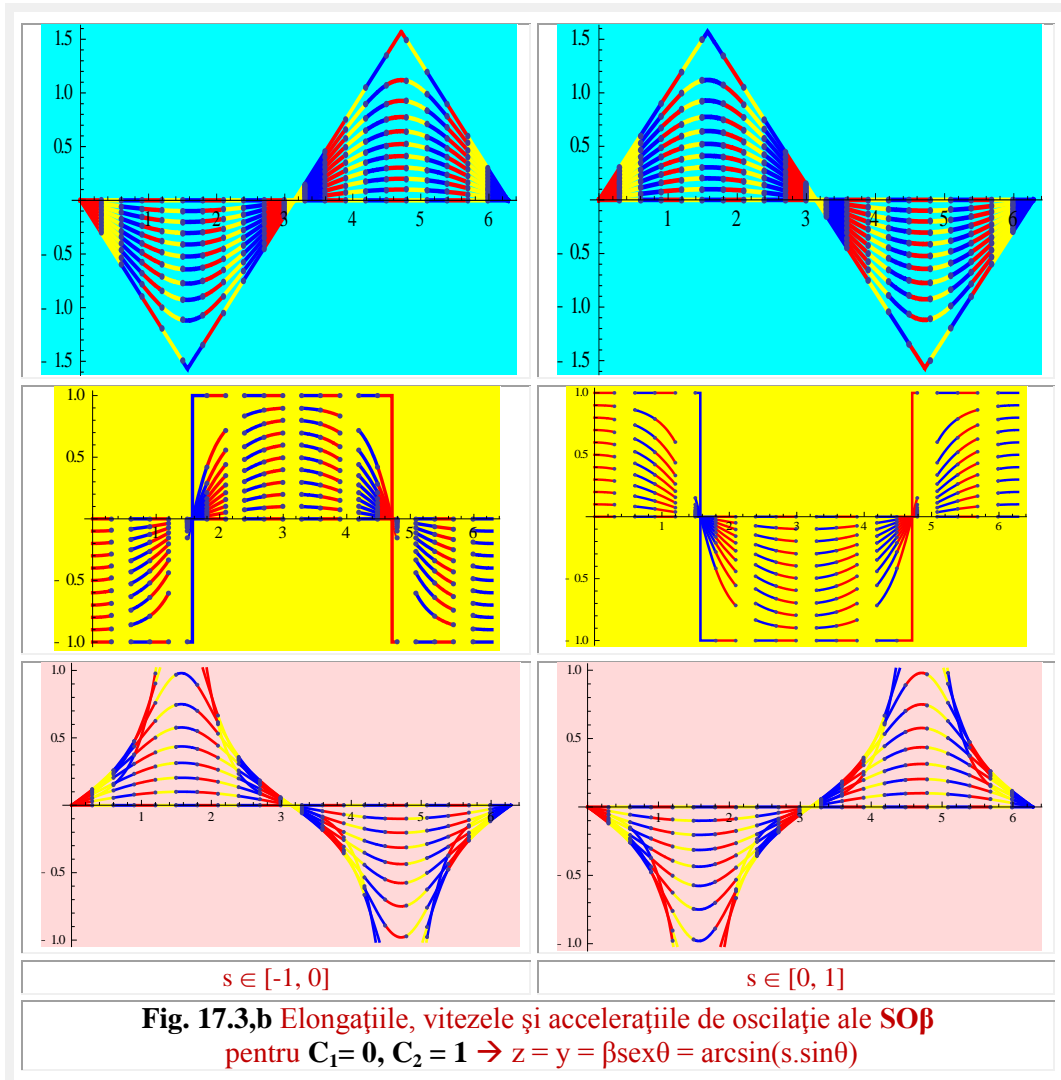 1.5
1.0
0.5
1 2 3 4 5 6
- 0.5
- 1.0
- 1.5
1.5
1.0
0.5
1 2 3 4 5 6
- 0.5
- 1.0
- 1.5
1.0
0.5
1 2 3 4 5 6
- 0.5
- 1.0
1.0
0.5
1 2 3 4 5 6
- 0.5
- 1.0
1.0
0.5
1 2 3 4 5 6
- 0.5
- 1.0
1.0
0.5
1 2 3 4 5 6
- 0.5
- 1.0
s ∈ [-1, 0]
s ∈ [0, 1]
Fig. 17.3,b Elongaţiile, vitezele şi acceleraţiile de oscilaţie ale SOβ
pentru C₁= 0, C₂ = 1 → z = y = βsexθ = arcsin(s.sinθ)